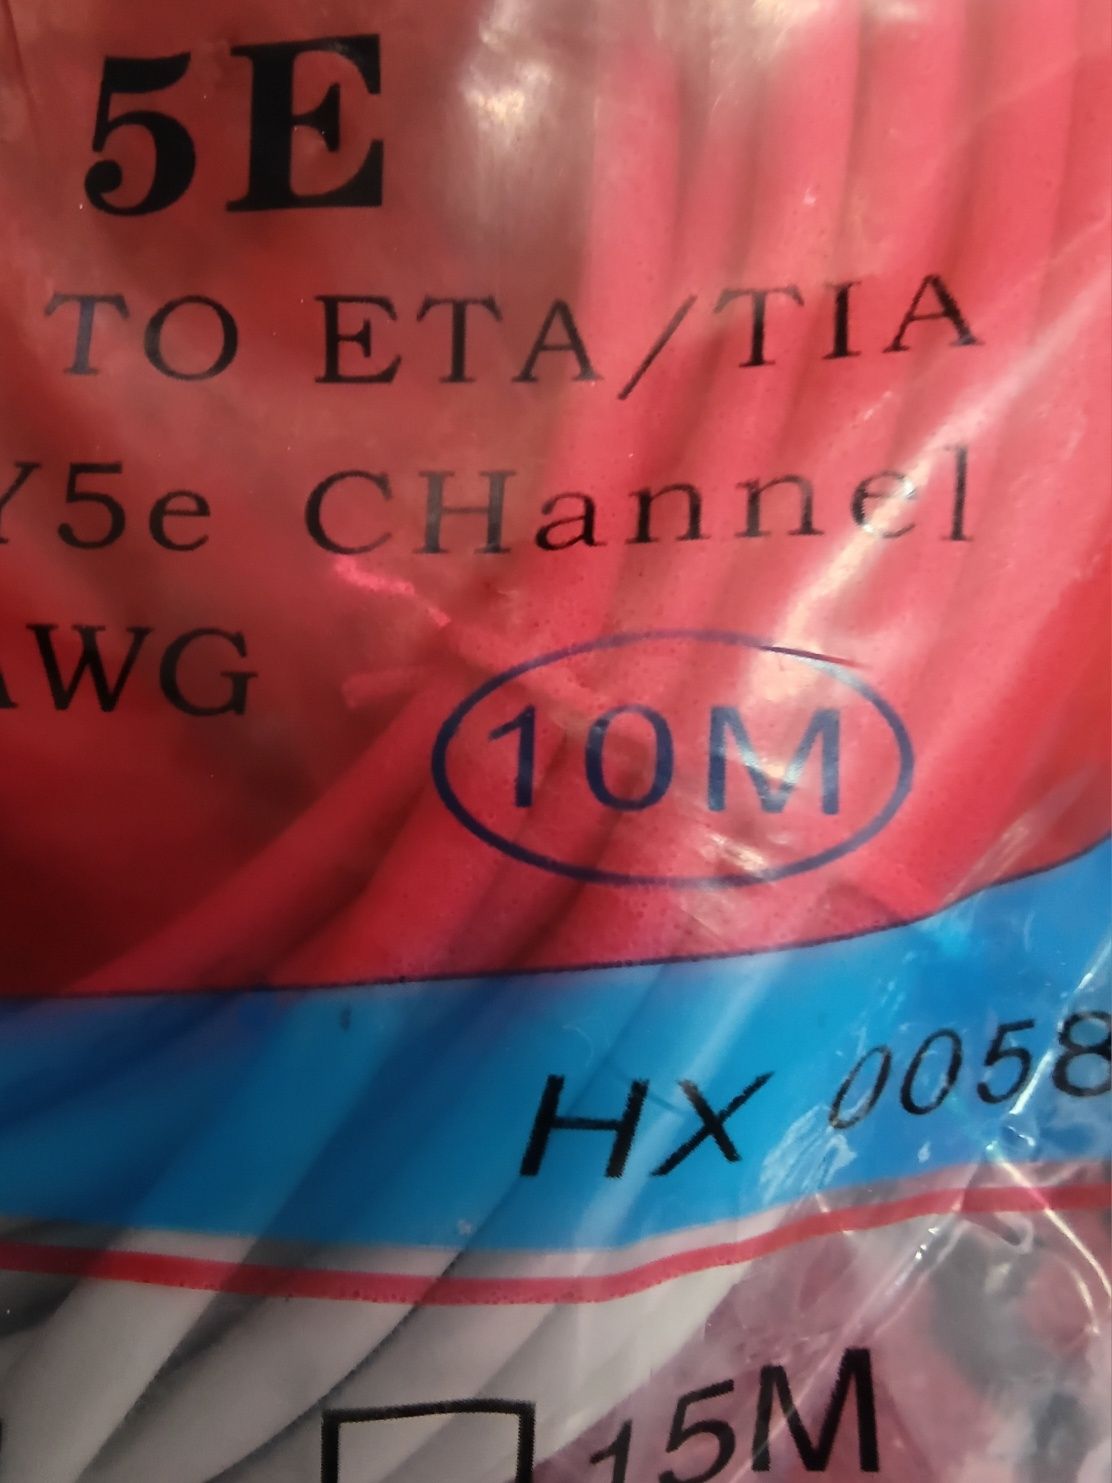 5E
TO ETA/TIA
Y5e CHannel
AWG
10M
HX 0058
15M